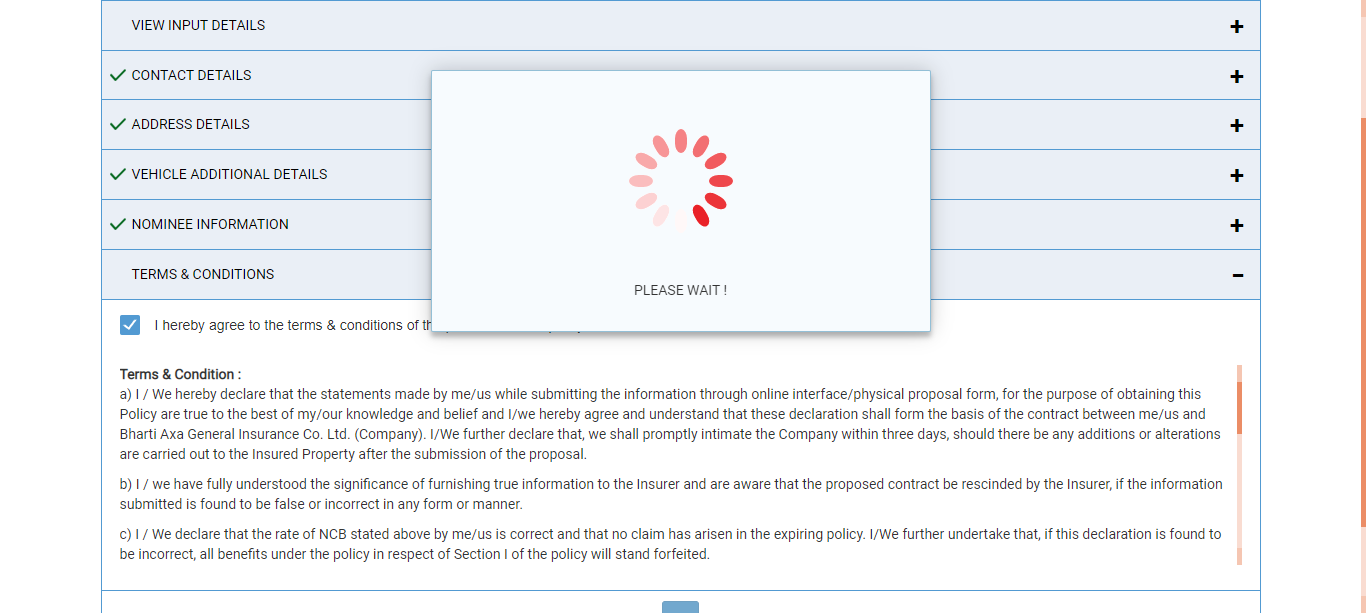 VIEW INPUT DETAILS
CONTACT DETAILS
ADDRESS DETAILS
VEHICLE ADDITIONAL DETAILS
NOMINEE INFORMATION
TERMS & CONDITIONS
PLEASE WAIT !
I hereby agree to the terms & conditions of
Terms & Condition :
a) I / We hereby declare that the statements made by me/us while submitting the information through online interface/physical proposal form, for the purpose of obtaining this
Policy are true to the best of my/our knowledge and belief and I/we hereby agree and understand that these declaration shall form the basis of the contract between me/us and
Bharti Axa General Insurance Co. Ltd. (Company). I/We further declare that, we shall promptly intimate the Company within three days, should there be any additions or alterations
are carried out to the Insured Property after the submission of the proposal.
b) I / we have fully understood the significance of furnishing true information to the Insurer and are aware that the proposed contract be rescinded by the Insurer, if the information
submitted is found to be false or incorrect in any form or manner.
c) I / We declare that the rate of NCB stated above by me/us is correct and that no claim has arisen in the expiring policy. I/We further undertake that, if this declaration is found to
be incorrect, all benefits under the policy in respect of Section I of the policy will stand forfeited.